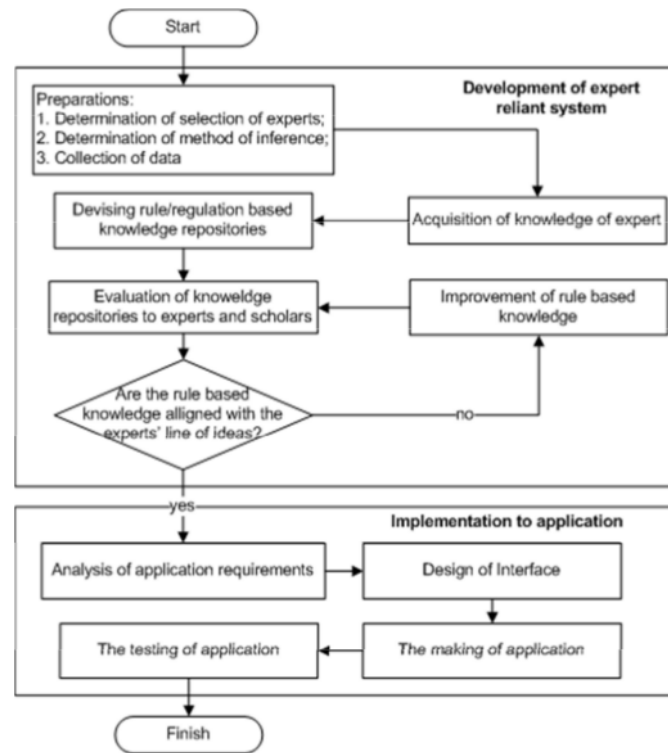 Start
Development of expert
reliant system
Preparations:
1. Determination of selection of experts;
2. Determination of method of inference;
3. Collection of data
Acquisition of knowledge of expert
Devising rule/regulation based
knowledge repositories
Evaluation of knoweldge
repositories to experts and scholars
Improvement of rule based
knowledge
Are the rule based
knowledge alligned with the
experts' line of ideas?
no
yes
Implementation to application
Analysis of application requirements
Design of Interface
The making of application
The testing of application
Finish